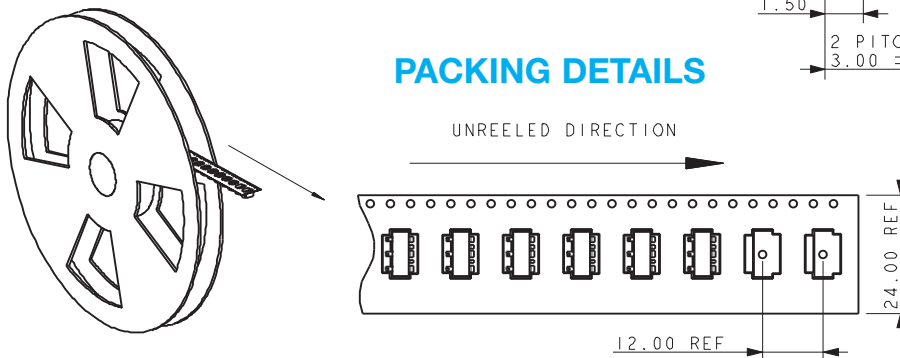 1.50
2 PITC
3.00 =
PACKING DETAILS
UNREELED DIRECTION
24.00 REF
12.00 REF